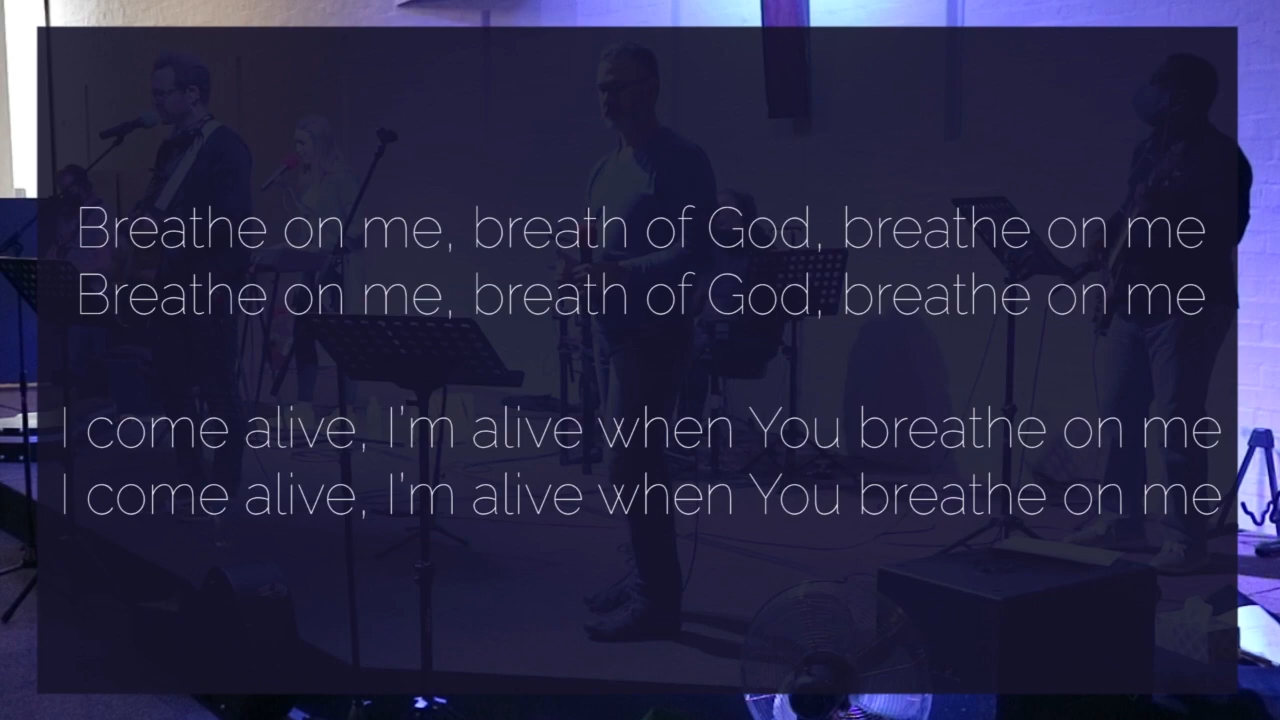 Breathe on me, breath of God, breathe on me
Breathe on me, breath of God, breathe on me
I come alive, I'm alive when You breathe on me
I come alive, I'm alive when You breathe on me